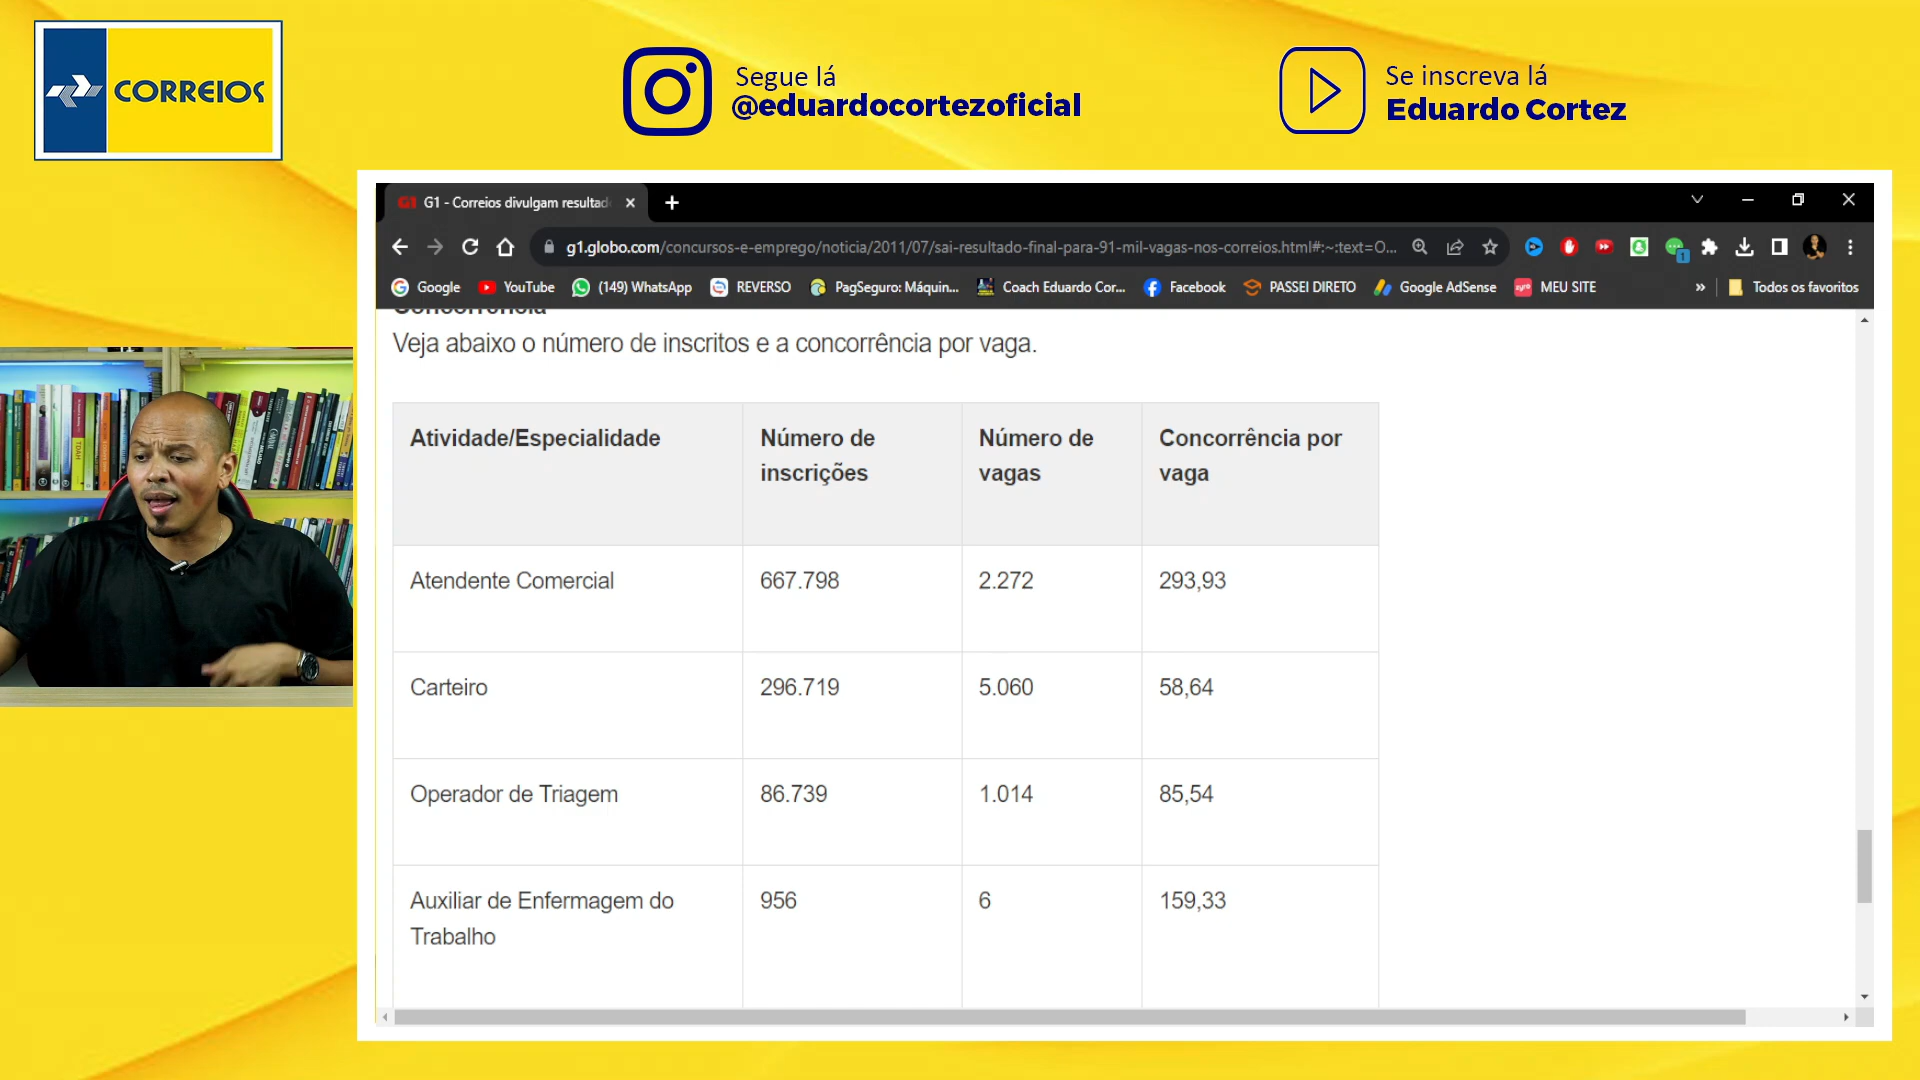 CORREIOS
Segue lá
@eduardocortezoficial
Se inscreva lá
Eduardo Cortez
G1 G1 - Correios divulgam resultad
g1.globo.com/concursos-e-emprego/noticia/2011/07/sai-resultado-final-para-91-mil-vagas-nos-correios.html#:~:text=O...
1
Google YouTube (149) WhatsApp REVERSO PagSeguro: Máquin... Coach Eduardo Cor... Facebook PASSEI DIRETO Google AdSense MEU SITE » Todos os favoritos
Concorrência
Veja abaixo o número de inscritos e a concorrência por vaga.
Atividade/Especialidade Número de inscrições Número de vagas Concorrência por vaga
Atendente Comercial 667.798 2.272 293,93
Carteiro 296.719 5.060 58,64
Operador de Triagem 86.739 1.014 85,54
Auxiliar de Enfermagem do Trabalho 956 6 159,33